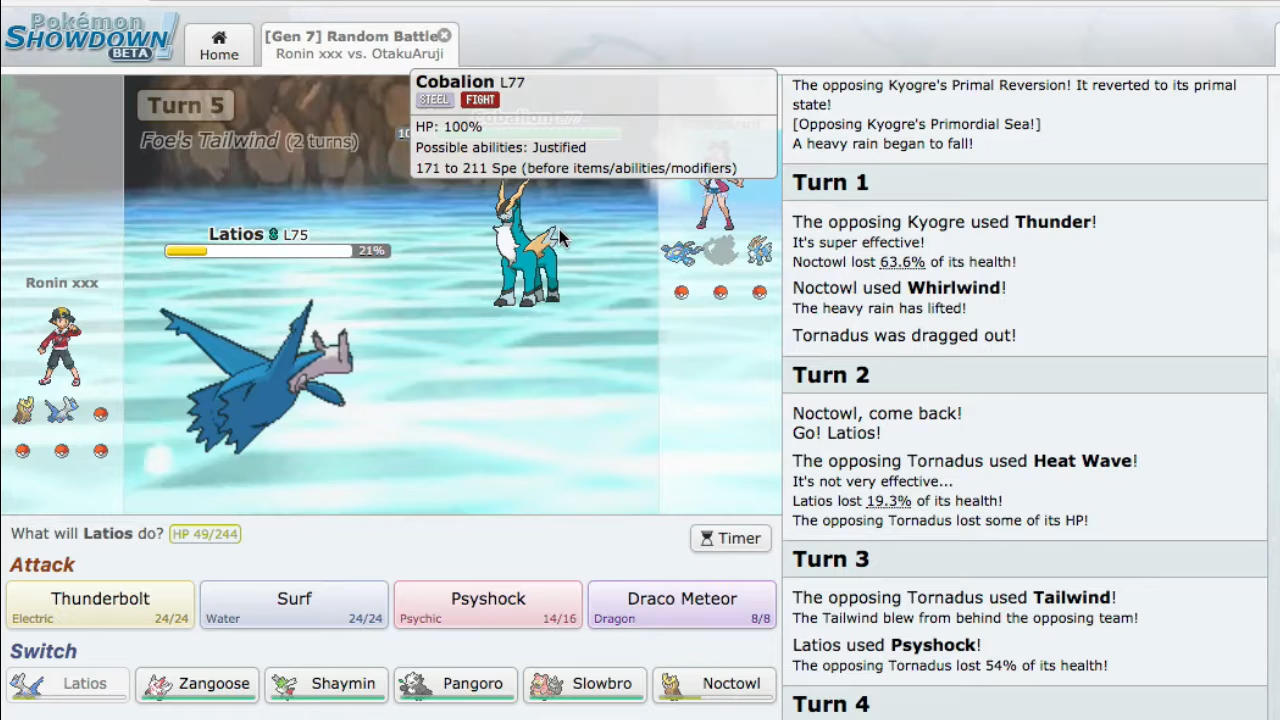 Pokémon
SHOWDOWN!
BETA
Home
[Gen 7] Random Battle
Ronin xxx vs. OtakuAruji
Turn 5
Foe's Tailwind (2 turns)
Cobalion L77
STEEL FIGHT
HP: 100%
Possible abilities: Justified
171 to 211 Spe (before items/abilities/modifiers)
Latios L75
21%
Ronin xxx
What will Latios do? HP 49/244
Timer
Attack
Thunderbolt
Electric 24/24
Surf
Water 24/24
Psyshock
Psychic 14/16
Draco Meteor
Dragon 8/8
Switch
Latios
Zangoose
Shaymin
Pangoro
Slowbro
Noctowl
The opposing Kyogre's Primal Reversion! It reverted to its primal
state!
[Opposing Kyogre's Primordial Sea!]
A heavy rain began to fall!
Turn 1
The opposing Kyogre used Thunder!
It's super effective!
Noctowl lost 63.6% of its health!
Noctowl used Whirlwind!
The heavy rain has lifted!
Tornadus was dragged out!
Turn 2
Noctowl, come back!
Go! Latios!
The opposing Tornadus used Heat Wave!
It's not very effective...
Latios lost 19.3% of its health!
The opposing Tornadus lost some of its HP!
Turn 3
The opposing Tornadus used Tailwind!
The Tailwind blew from behind the opposing team!
Latios used Psyshock!
The opposing Tornadus lost 54% of its health!
Turn 4